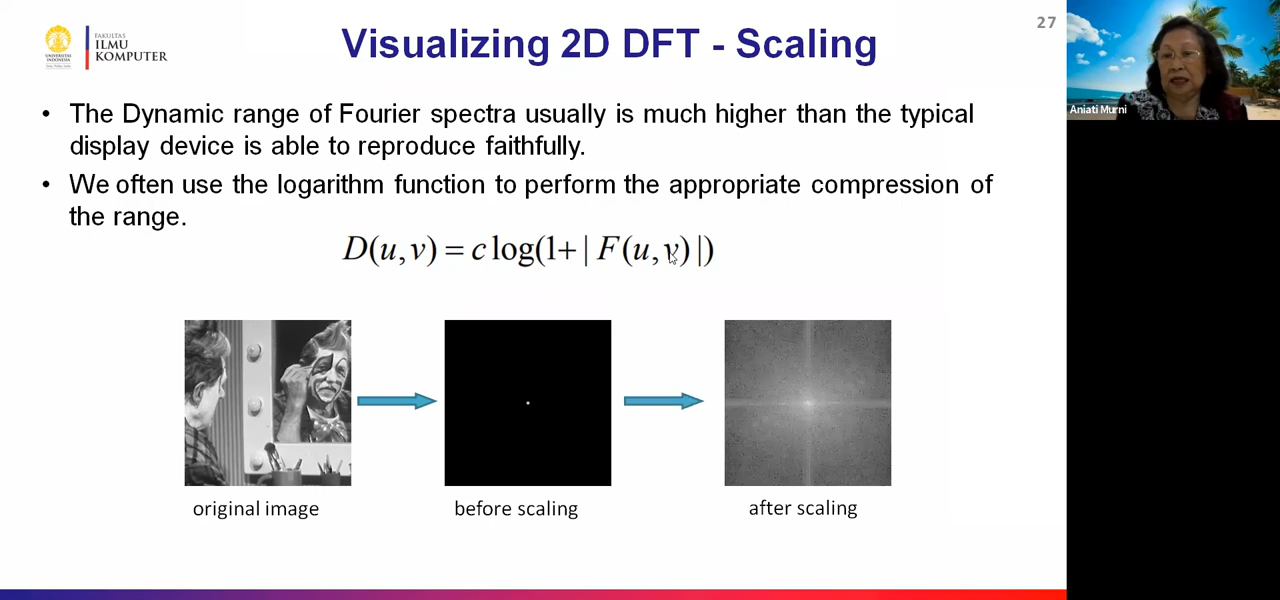 FAKULTAS
ILMU
KOMPUTER
UNIVERSITAS
INDONESIA
Visualizing 2D DFT - Scaling
27
• The Dynamic range of Fourier spectra usually is much higher than the typical
display device is able to reproduce faithfully.
• We often use the logarithm function to perform the appropriate compression of
the range.
D(u,v) = c log(1+ | F(u,v) |)
original image
before scaling
after scaling
Aniati Murni